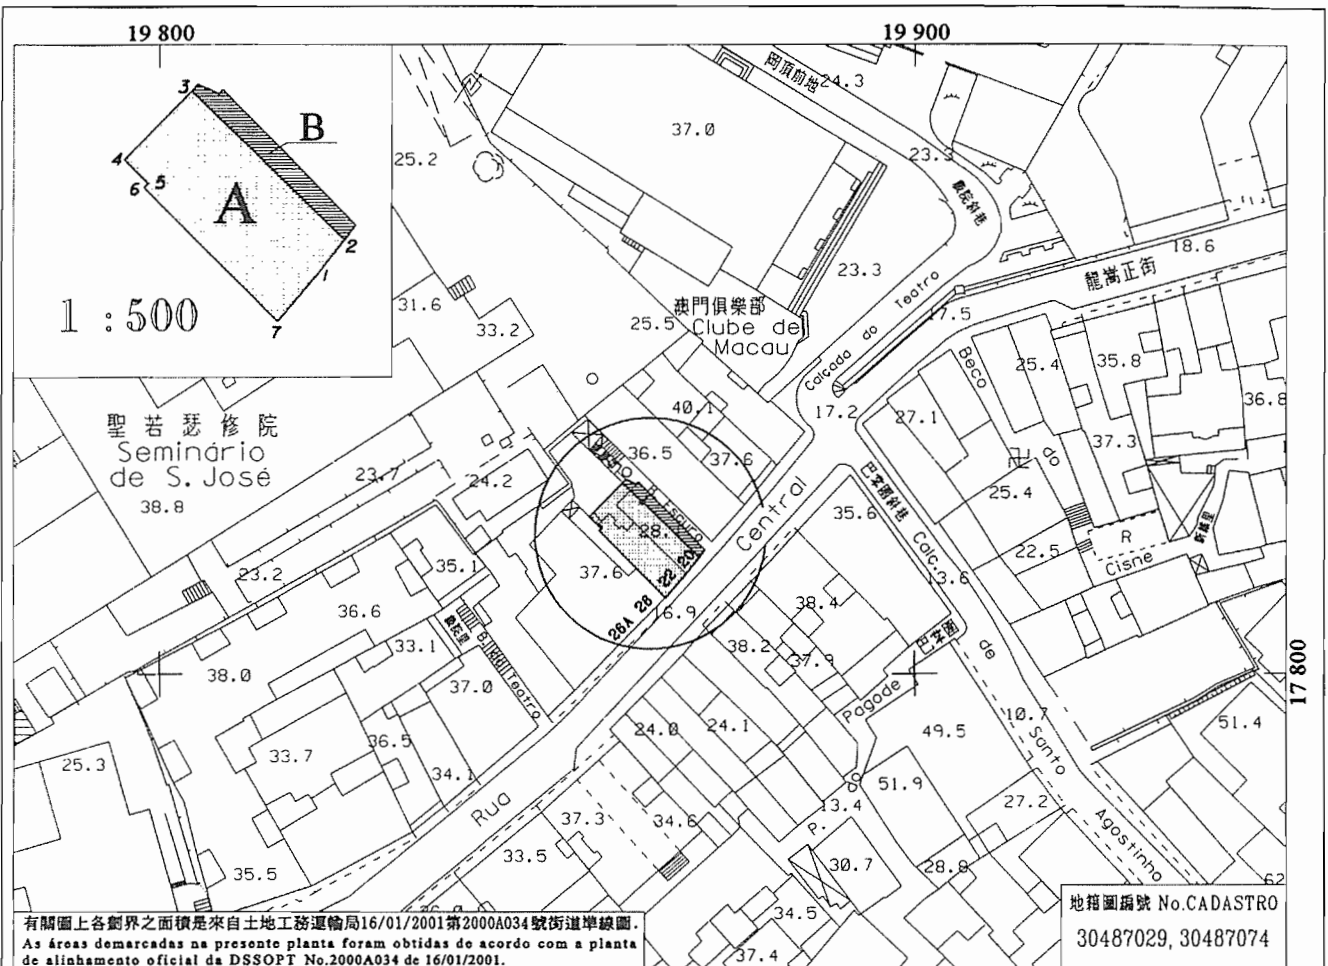 19 800
19 900
3
B
4
6 5
A
2
1
7
1 : 500
崗頂前地
24.3
37.0
25.2
23.3
戲院斜巷
18.6
龍嵩正街
23.3
31.6
33.2
25.5
澳門俱樂部
Clube de
Macau
Calçada do Teatro
17.5
17.2
Beco do
25.4
35.8
36.8
40.1
27.1
37.3
聖若瑟修院
Seminário
de S. José
38.8
23.7
24.2
36.5
37.6
B. Escuro
28.
Central
35.6
巴掌圍斜巷
Calc.
25.4
22.5
R
Cisne
23.2
35.1
36.6
37.6
20
22
26
26A
16.9
13.6
38.4
38.2
37.9
巴掌圍
de
33.1
38.0
37.0
B. do Teatro
17 800
Pagode
10.7
51.4
24.0
24.1
49.5
Santo
36.5
33.7
25.3
34.1
51.9
27.2
Rua
13.4
37.3
34.6
P.
Agostinho
33.5
30.7
28.8
35.5
34.5
62
37.4
有關圖上各劃界之面積是來自土地工務運輸局16/01/2001第2000A034號街道準線圖.
As áreas demarcadas na presente planta foram obtidas de acordo com a planta
de alinhamento oficial da DSSOPT No.2000A034 de 16/01/2001.
地籍圖編號 No.CADASTRO
30487029, 30487074